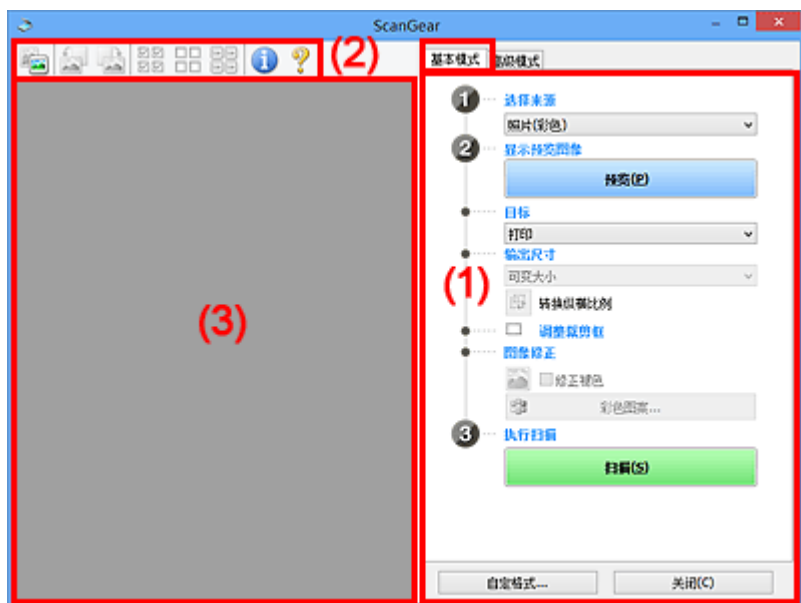 ScanGear
(2)
基本模式
高级模式
选择来源
照片(彩色)
显示预览图像
预览(P)
目标
打印
输出尺寸
可变大小
(1)
转换纵横比例
(3)
调整裁剪框
图像修正
修正褪色
彩色图案...
执行扫描
扫描(S)
自定格式...
关闭(C)
1
2
3